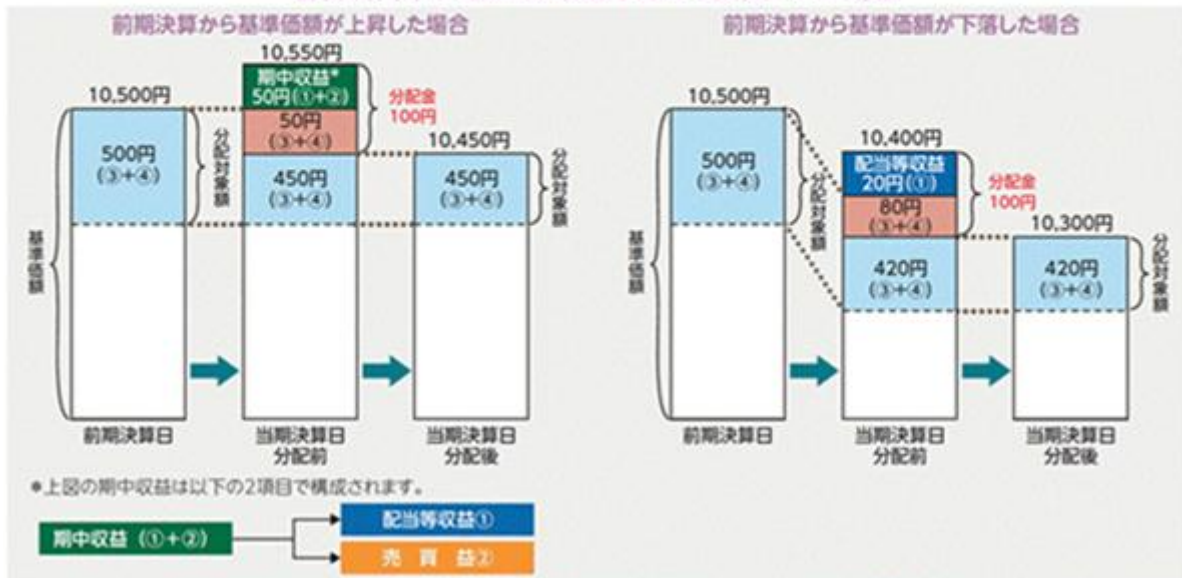 前期決算から基準価額が上昇した場合
10,500円
500円
(③+④)
分配対象額
基準価額
前期決算日
10,550円
期中収益*
50円(①+②)
50円
(③+④)
450円
(③+④)
分配金
100円
当期決算日
分配前
10,450円
450円
(③+④)
分配対象額
当期決算日
分配後
前期決算から基準価額が下落した場合
10,500円
500円
(③+④)
分配対象額
基準価額
前期決算日
10,400円
配当等収益
20円(①)
80円
(③+④)
420円
(③+④)
分配金
100円
当期決算日
分配前
10,300円
420円
(③+④)
分配対象額
当期決算日
分配後
*上図の期中収益は以下の2項目で構成されます。
期中収益 (①+②)
配当等収益①
売買益②